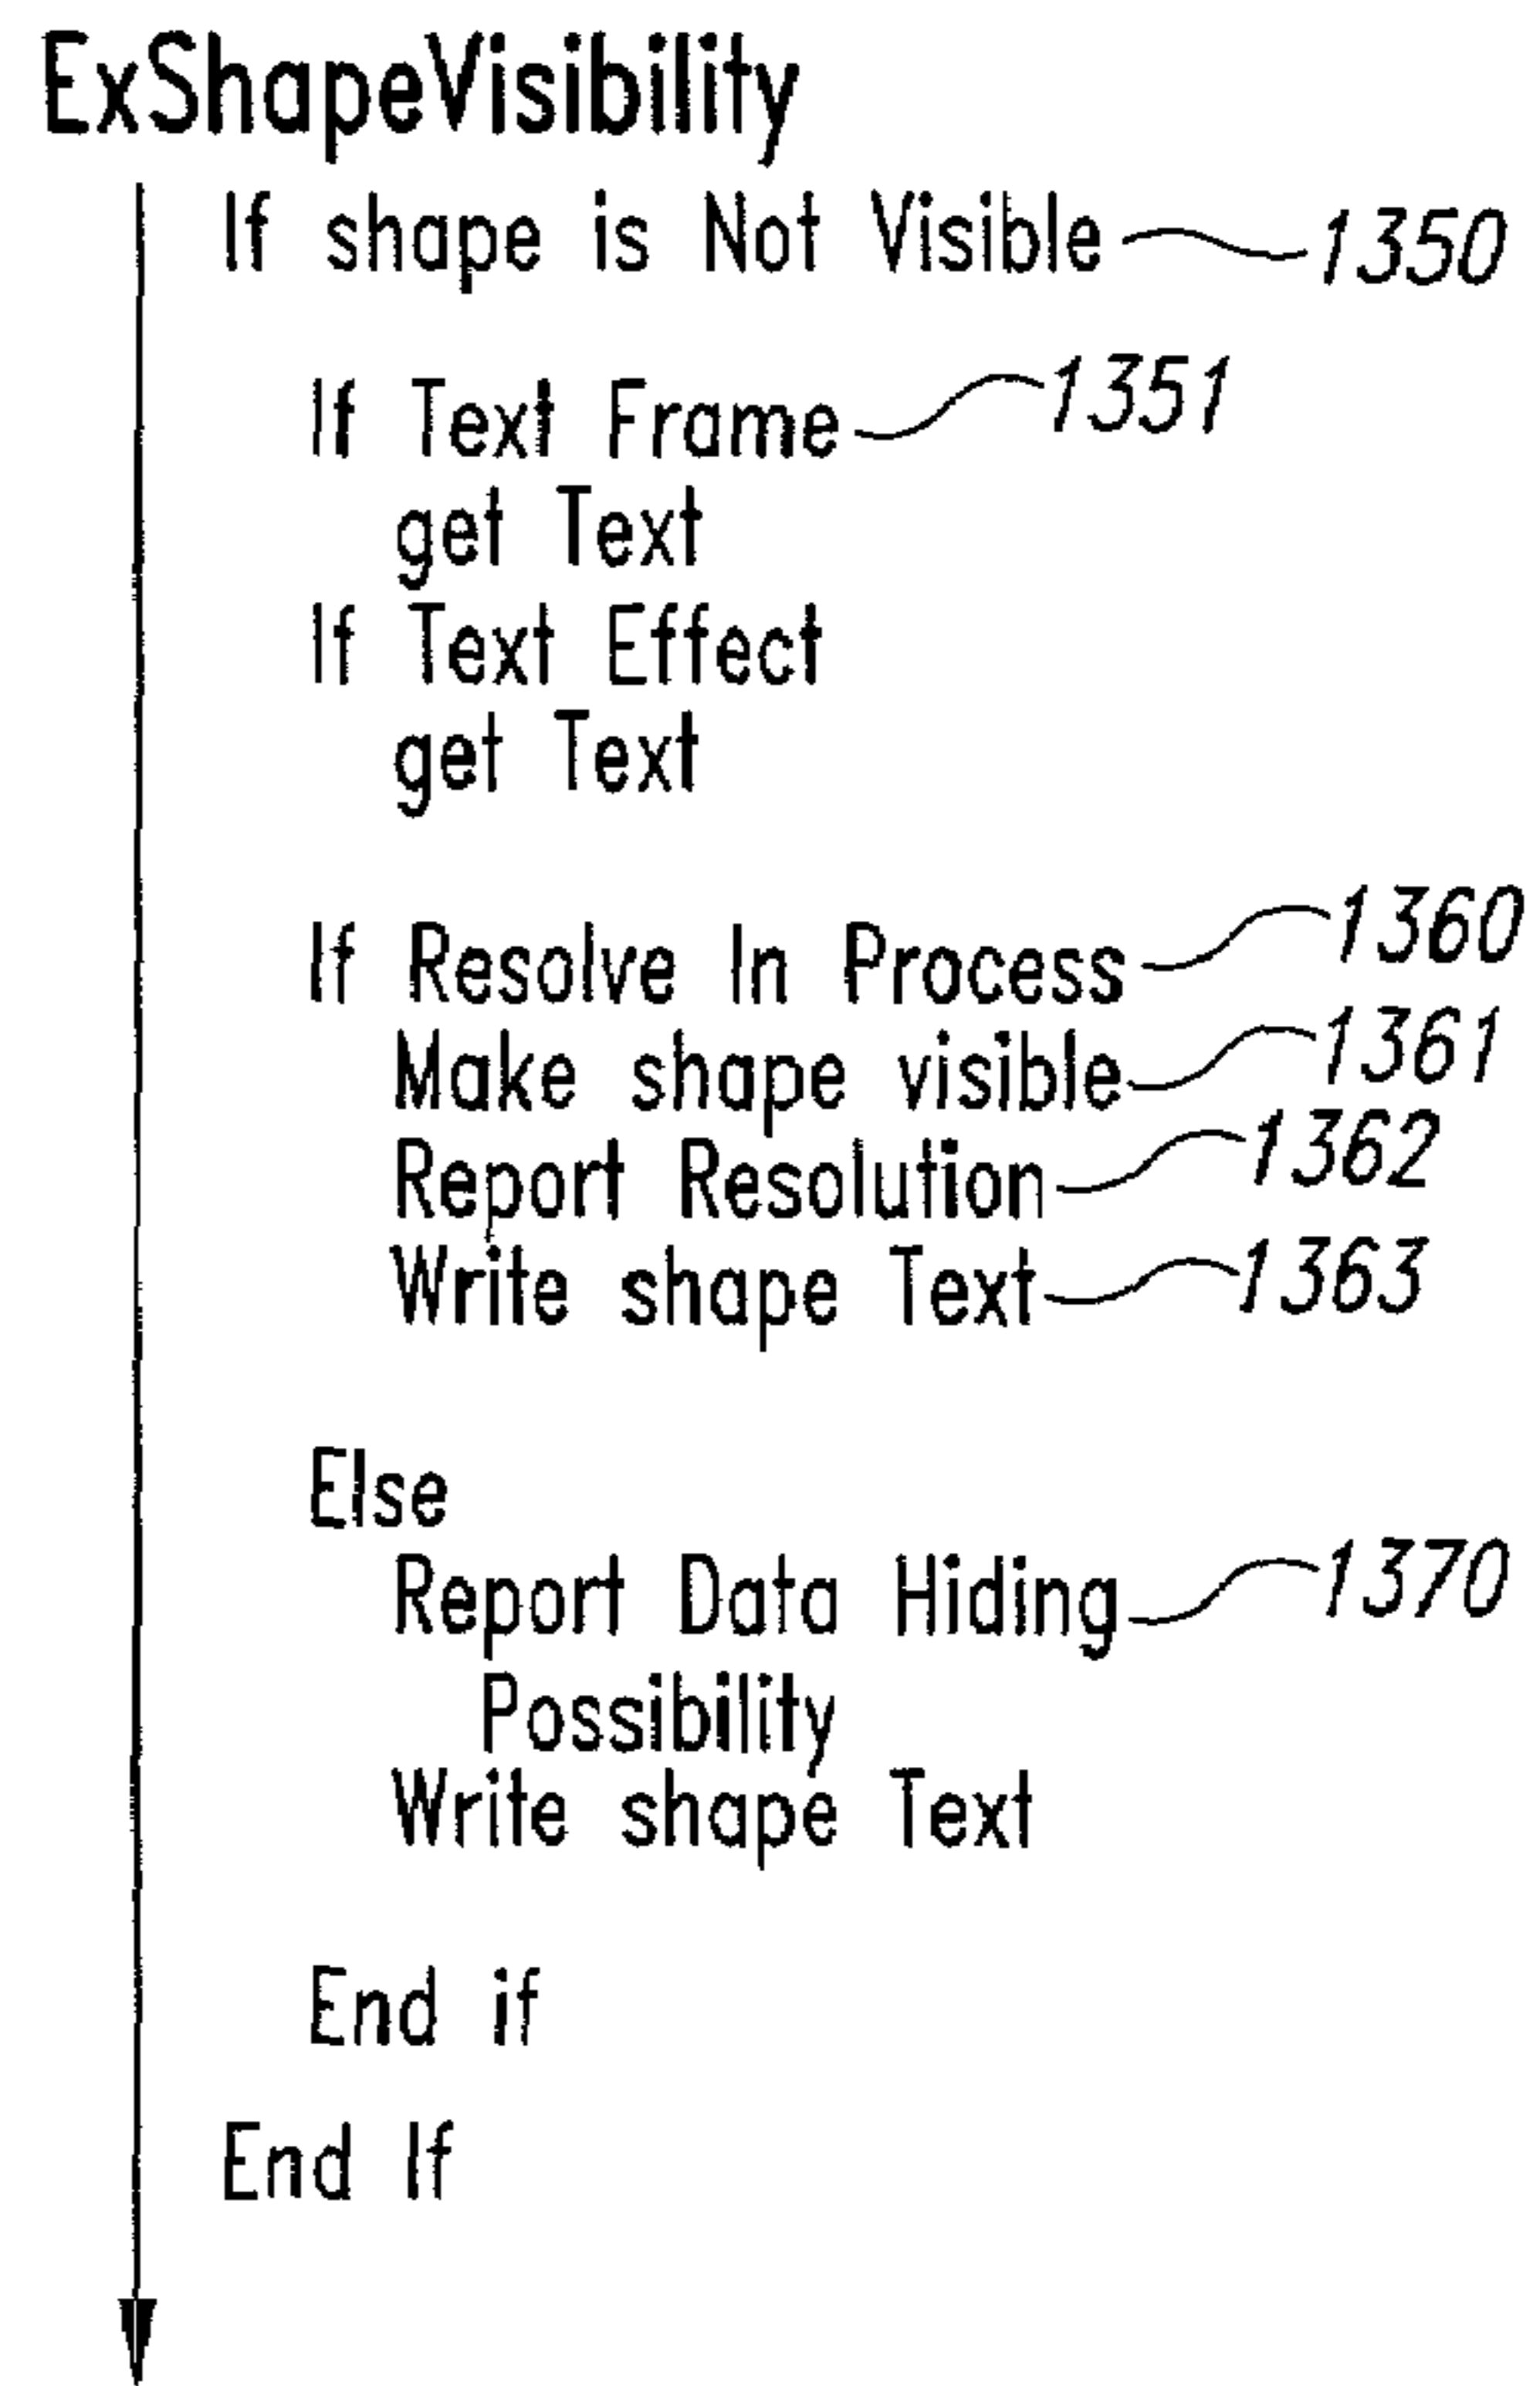 ExShapeVisibility
If shape is Not Visible 1350
If Text Frame 1351
get Text
If Text Effect
get Text
If Resolve In Process 1360
Make shape visible 1361
Report Resolution 1362
Write shape Text 1363
Else
Report Data Hiding 1370
Possibility
Write shape Text
End if
End If